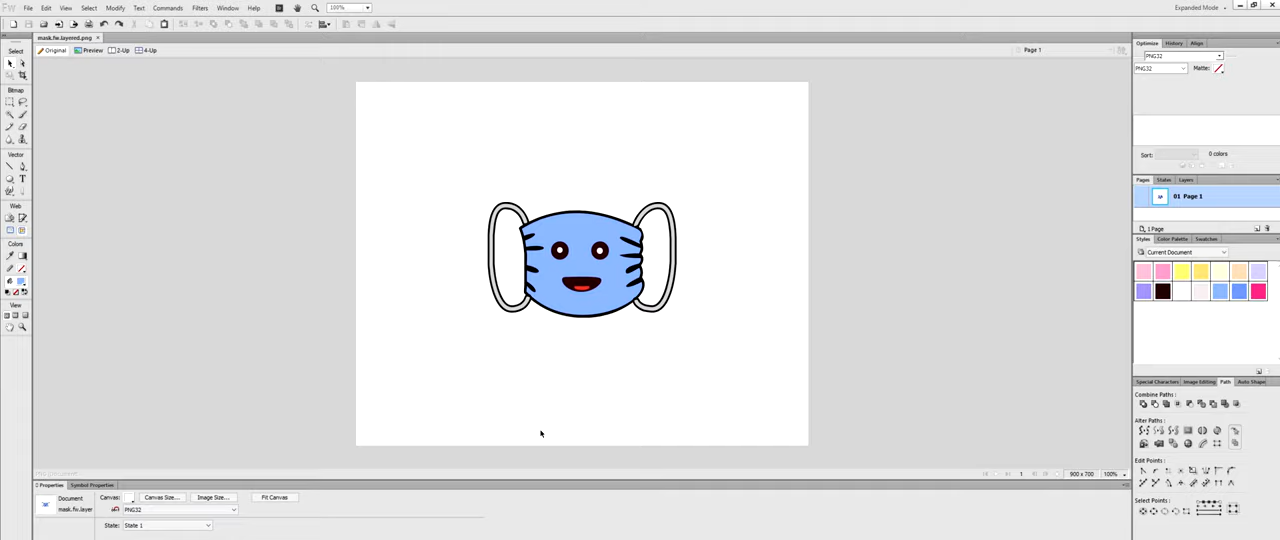 Fw File Edit View Select Modify Text Commands Filters Window Help 100% Expanded Mode
mask.fw.layered.png ×
Original Preview 2-Up 4-Up Page 1
Select
Bitmap
Vector
Web
Colors
View
Optimize History Align
PNG32
PNG32 Matte:
Sort: 0 colors
Pages States Layers
01 Page 1
1 Page
Styles Color Palette Swatches
Current Document
Special Characters Image Editing Path Auto Shape
Combine Paths:
Alter Paths:
Edit Points:
Select Points:
1 900 x 700 100%
Properties Symbol Properties
Document Canvas: Canvas Size... Image Size... Fit Canvas
mask.fw.layer PNG32
State: State 1